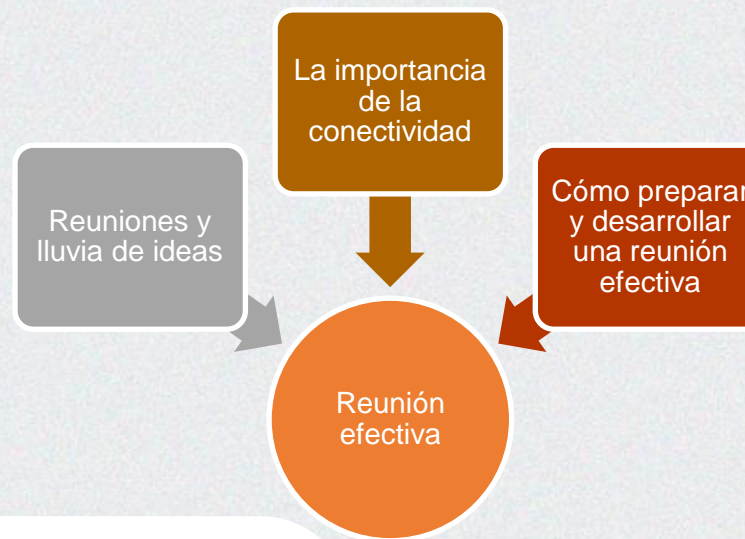 La importancia
de la
conectividad
Reuniones y
lluvia de ideas
Cómo preparar
y desarrollar
una reunión
efectiva
Reunión
efectiva